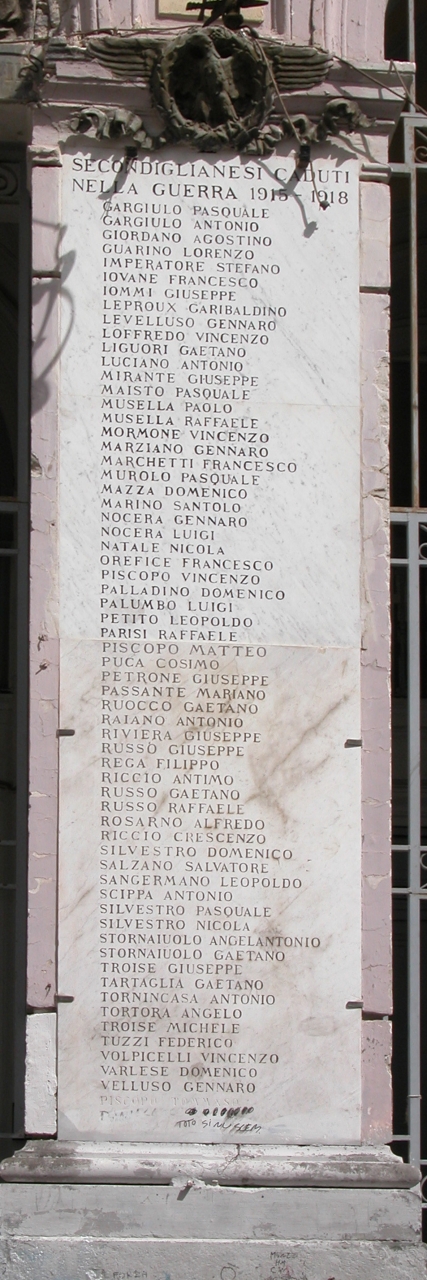 SECONDIGLIANESI CADUTI
NELLA GUERRA 1915-1918
GARGIULO PASQUALE
GARGIULO ANTONIO
GIORDANO AGOSTINO
GUARINO LORENZO
IMPERATORE STEFANO
IOVANE FRANCESCO
IOMMI GIUSEPPE
LEPROUX GARIBALDINO
LEVELLUSO GENNARO
LOFFREDO VINCENZO
LIGUORI GAETANO
LUCIANO ANTONIO
MIRANTE GIUSEPPE
MAISTO PASQUALE
MUSELLA PAOLO
MUSELLA RAFFAELE
MORMONE VINCENZO
MARZIANO GENNARO
MARCHETTI FRANCESCO
MUROLO PASQUALE
MAZZA DOMENICO
MARINO SANTOLO
NOCERA GENNARO
NOCERA LUIGI
NATALE NICOLA
OREFICE FRANCESCO
PISCOPO VINCENZO
PALLADINO DOMENICO
PALUMBO LUIGI
PETITO LEOPOLDO
PARISI RAFFAELE
PISCOPO MATTEO
PUCA COSIMO
PETRONE GIUSEPPE
PASSANTE MARIANO
RUOCCO GAETANO
RAIANO ANTONIO
RIVIERA GIUSEPPE
RUSSO GIUSEPPE
REGA FILIPPO
RICCIO ANTIMO
RUSSO GAETANO
RUSSO RAFFAELE
ROSARNO ALFREDO
RICCIO CRESCENZO
SILVESTRO DOMENICO
SALZANO SALVATORE
SANGERMANO LEOPOLDO
SCIPPA ANTONIO
SILVESTRO PASQUALE
SILVESTRO NICOLA
STORNAIUOLO ANGELANTONIO
STORNAIUOLO GAETANO
TROISE GIUSEPPE
TARTAGLIA GAETANO
TORNINCASA ANTONIO
TORTORA ANGELO
TROISE MICHELE
TUZZI FEDERICO
VOLPICELLI VINCENZO
VARLESE DOMENICO
VELLUSO GENNARO
PISCOPO